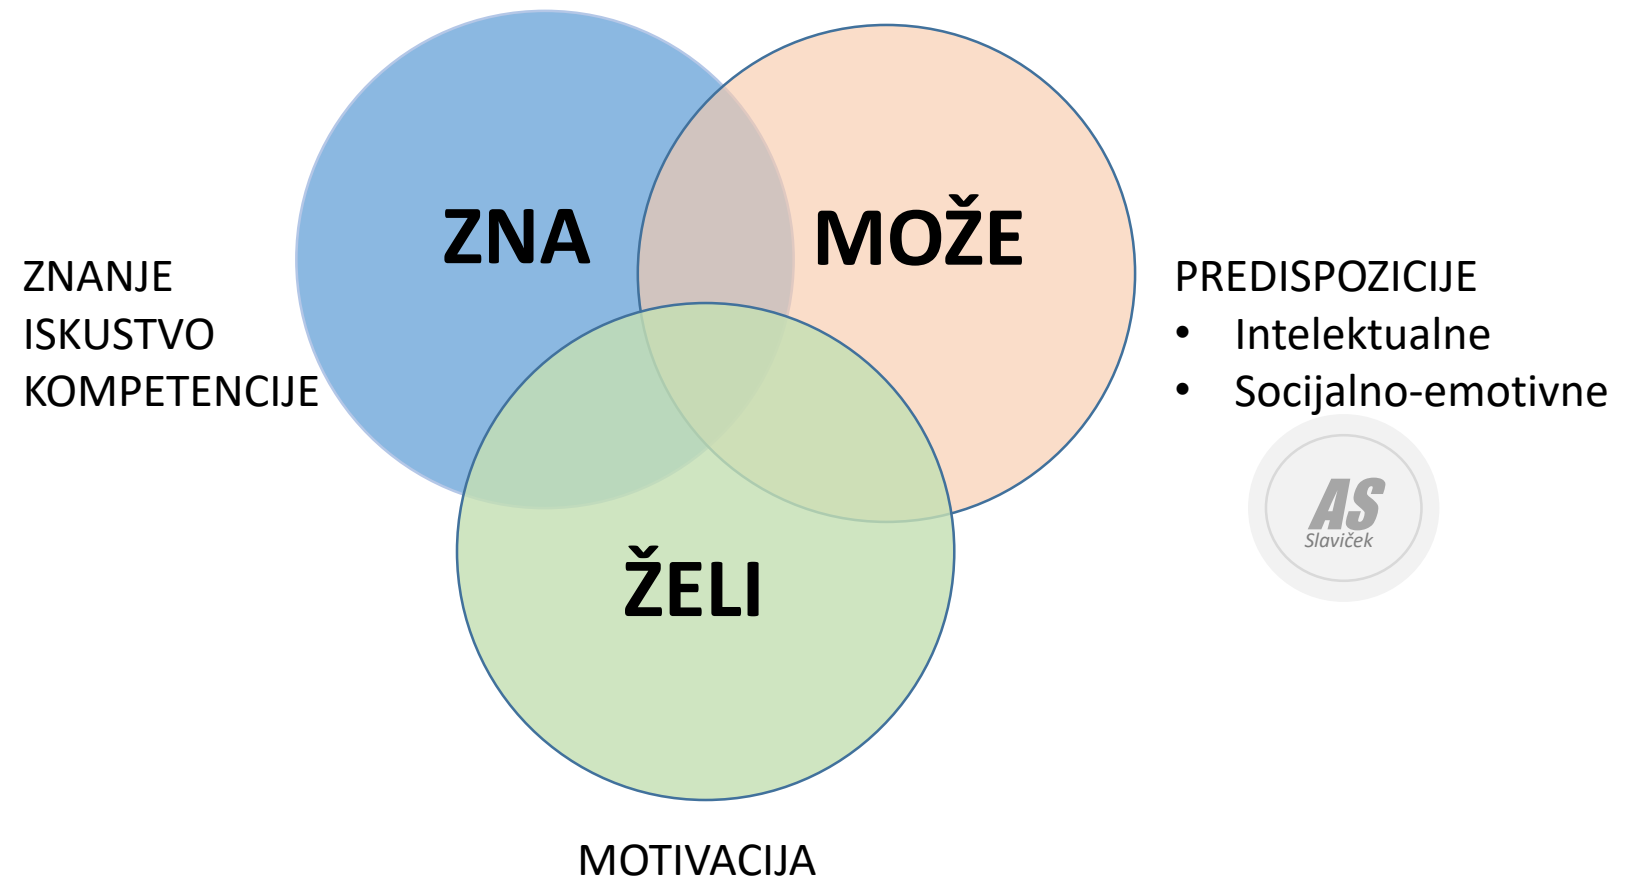 ZNA
MOŽE
ZNANJE
ISKUSTVO
KOMPETENCIJE
PREDISPOZICIJE
• Intelektualne
• Socijalno-emotivne
AS
Slaviček
ŽELI
MOTIVACIJA